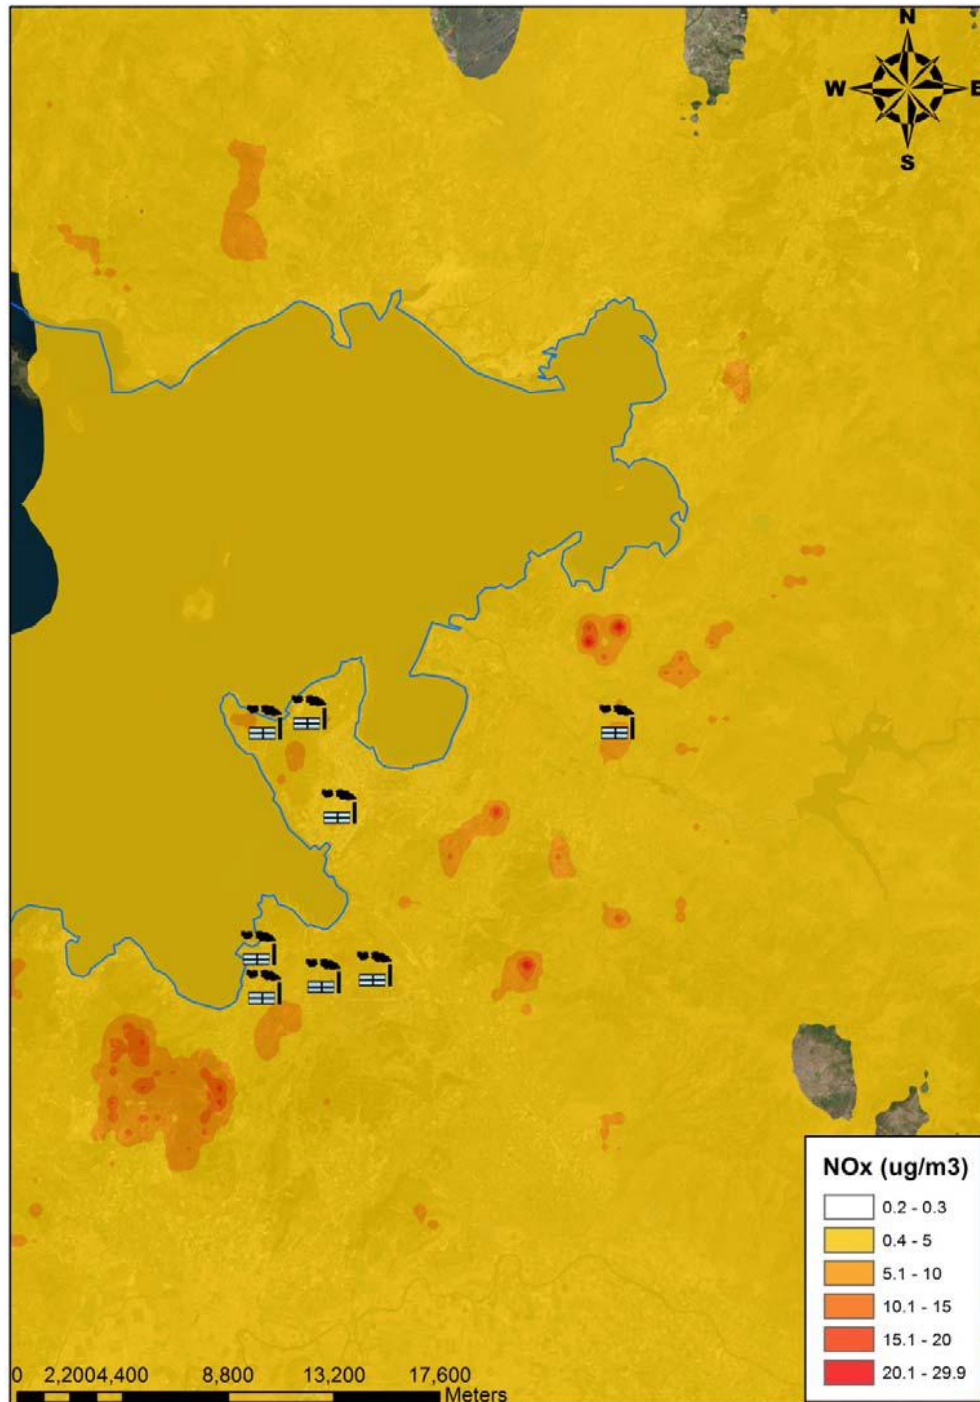 N
W E
S
NOx (ug/m3)
0.2 - 0.3
0.4 - 5
5.1 - 10
10.1 - 15
15.1 - 20
20.1 - 29.9
0 2,2004,400 8,800 13,200 17,600
Meters